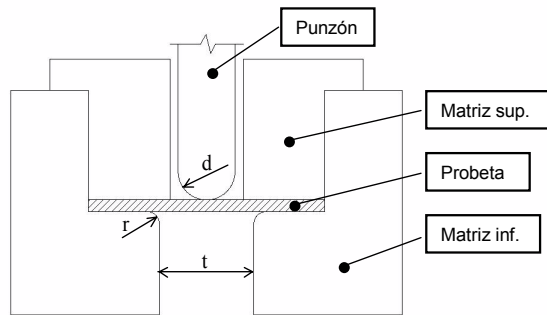 Punzón
Matriz sup.
d
Probeta
r
t
Matriz inf.